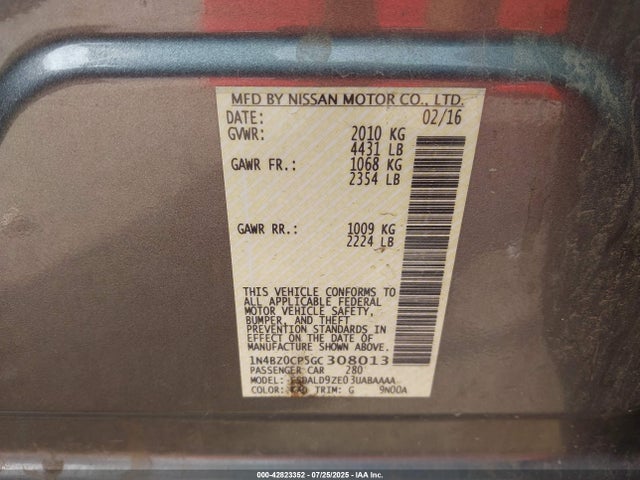 MFD BY NISSAN MOTOR CO., LTD.
DATE: 02/16
GVWR: 2010 KG
4431 LB
GAWR FR.: 1068 KG
2354 LB
GAWR RR.: 1009 KG
2224 LB
THIS VEHICLE CONFORMS TO
ALL APPLICABLE FEDERAL
MOTOR VEHICLE SAFETY,
BUMPER, AND THEFT
PREVENTION STANDARDS
IN EFFECT ON THE DATE OF
MANUFACTURE SHOWN ABOVE.
1N4BZ0CP5GC308013
PASSENGER CAR 280
MODEL:
COLOR: TRIM: G 9N00A
000-42823352 - 07/25/2025 - IAA Inc.